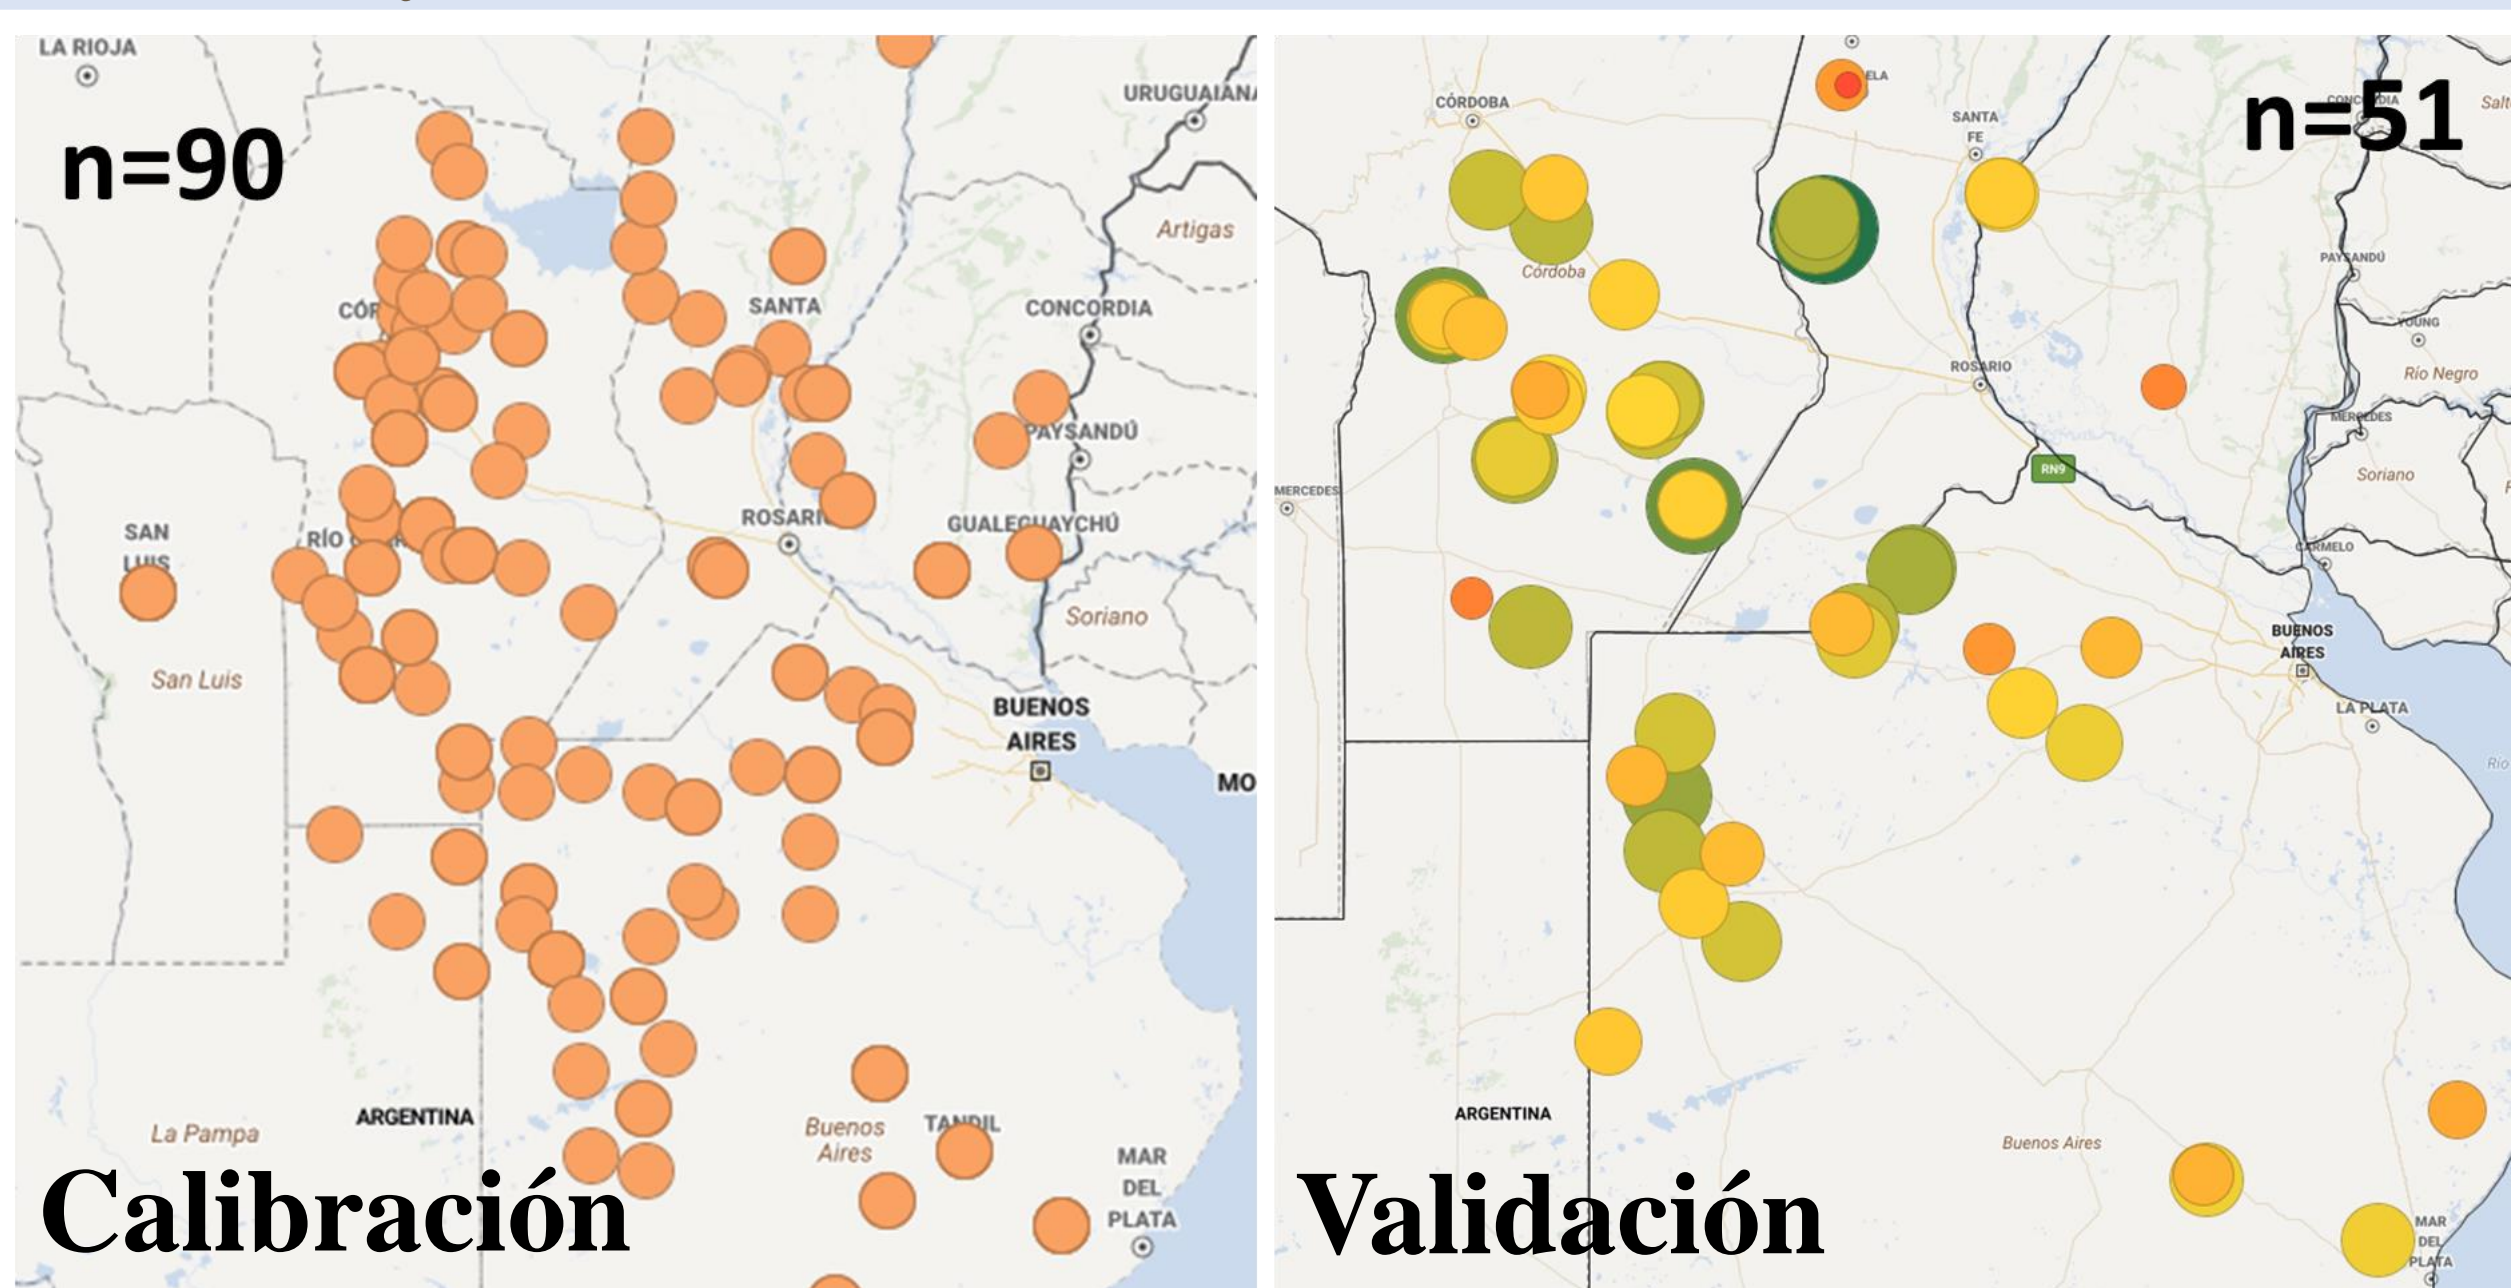 LA RIOJA
n=90
URUGUAIANA
Artigas
SANTA
CONCORDIA
PAYSANDÚ
GUALEGUAYCHÚ
SAN
LUIS
San Luis
Soriano
BUENOS
AIRES
MO
ARGENTINA
La Pampa
Buenos
Aires
TANDIL
MAR
DEL
PLATA
Calibración
n=51
CÓRDOBA
ELA
SANTA
FE
Salt
Córdoba
PAYSANDÚ
YOUNG
Río Negro
ROSARIO
MERCEDES
Soriano
RN9
MERCEDES
CARMELO
BUENOS
AIRES
LA PLATA
Río
ARGENTINA
Buenos Aires
MAR
DEL
PLATA
Validación